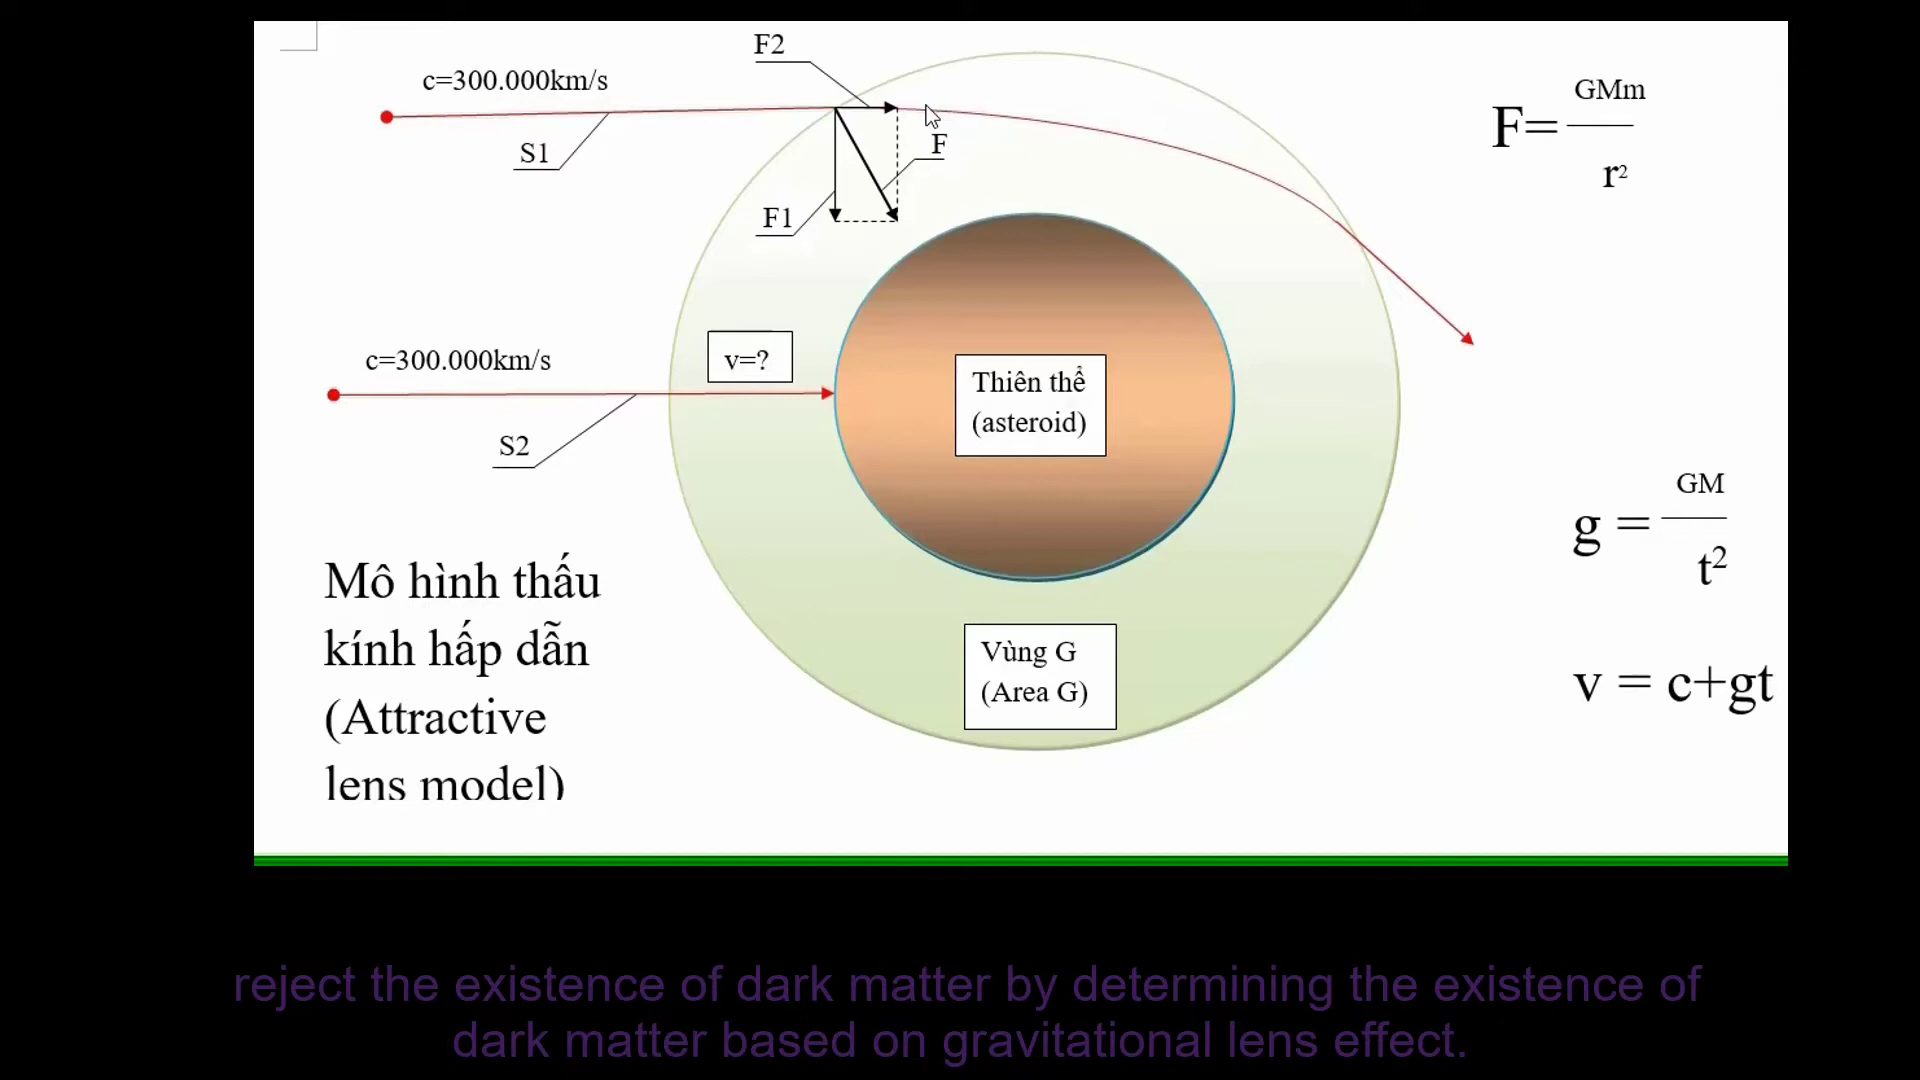 F2
c=300.000km/s
S1
F
F1
F=
GMm
r²
c=300.000km/s
v=?
S2
Thiên thể
(asteroid)
g =
GM
t²
v = c+gt
Mô hình thấu
kính hấp dẫn
(Attractive
lens model)
Vùng G
(Area G)
reject the existence of dark matter by determining the existence of
dark matter based on gravitational lens effect.